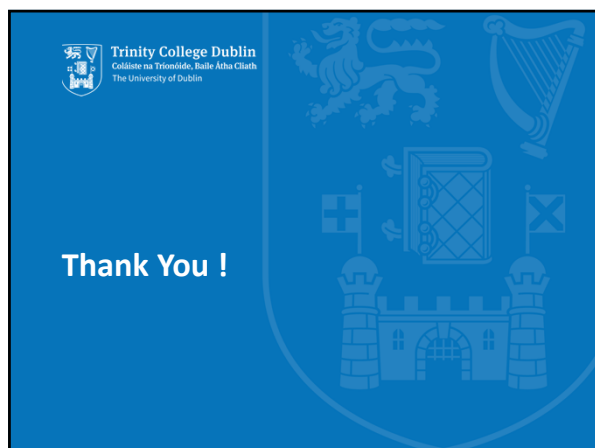 Trinity College Dublin
Coláiste na Tríonóide, Baile Átha Cliath
The University of Dublin
Thank You !